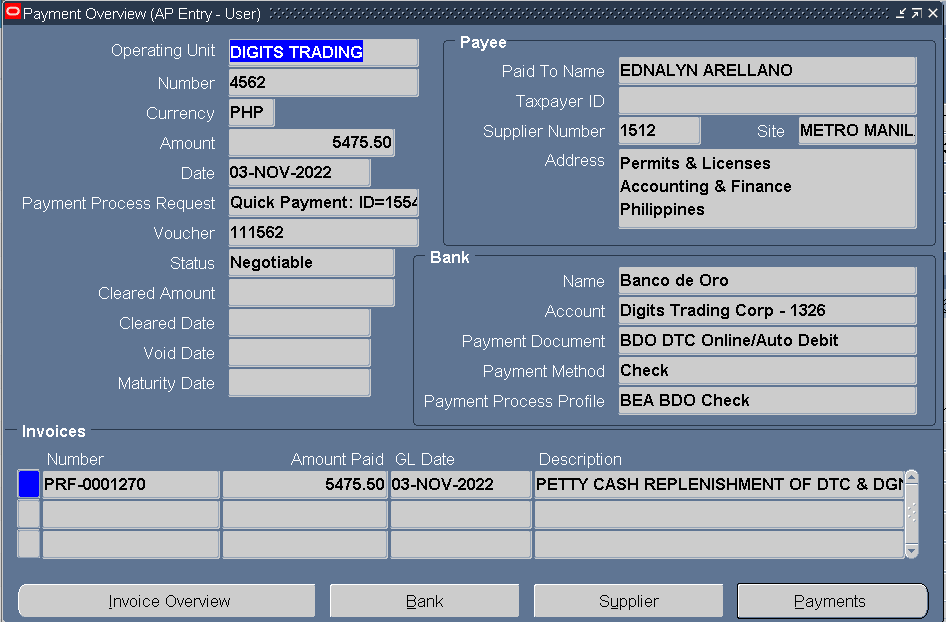 Payment Overview (AP Entry - User)
Operating Unit DIGITS TRADING
Number 4562
Currency PHP
Amount 5475.50
Date 03-NOV-2022
Payment Process Request Quick Payment: ID=1554
Voucher 111562
Status Negotiable
Cleared Amount
Cleared Date
Void Date
Maturity Date
Payee
Paid To Name EDNALYN ARELLANO
Taxpayer ID
Supplier Number 1512 Site METRO MANIL
Address Permits & Licenses
Accounting & Finance
Philippines
Bank
Name Banco de Oro
Account Digits Trading Corp - 1326
Payment Document BDO DTC Online/Auto Debit
Payment Method Check
Payment Process Profile BEA BDO Check
Invoices
Number Amount Paid GL Date Description
PRF-0001270 5475.50 03-NOV-2022 PETTY CASH REPLENISHMENT OF DTC & DGN
Invoice Overview Bank Supplier Payments